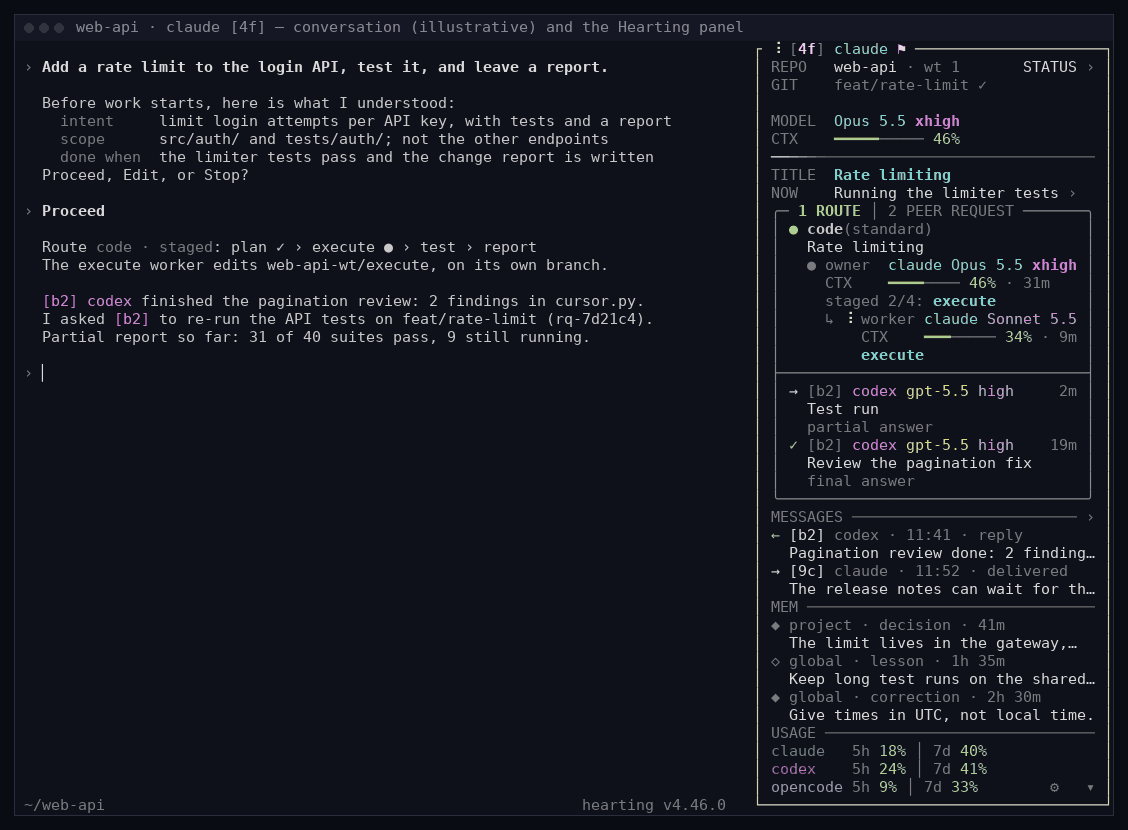 web-api · claude [4f] — conversation (illustrative) and the Hearting panel
› Add a rate limit to the login API, test it, and leave a report.
Before work starts, here is what I understood:
intent     limit login attempts per API key, with tests and a report
scope      src/auth/ and tests/auth/; not the other endpoints
done when  the limiter tests pass and the change report is written
Proceed, Edit, or Stop?
› Proceed
Route code · staged: plan ✓ › execute ● › test › report
The execute worker edits web-api-wt/execute, on its own branch.
[b2] codex finished the pagination review: 2 findings in cursor.py.
I asked [b2] to re-run the API tests on feat/rate-limit (rq-7d21c4).
Partial report so far: 31 of 40 suites pass, 9 still running.
›
~/web-api
hearting v4.46.0
⠸ [4f] claude ⚑
REPO   web-api · wt 1       STATUS ›
GIT    feat/rate-limit ✓
MODEL  Opus 5.5 xhigh
CTX    46%
TITLE  Rate limiting
NOW    Running the limiter tests ›
1 ROUTE │ 2 PEER REQUEST
● code(standard)
Rate limiting
● owner  claude Opus 5.5 xhigh
CTX    46% · 31m
staged 2/4: execute
↳ ⠸ worker claude Sonnet 5.5
CTX    34% · 9m
execute
→ [b2] codex gpt-5.5 high     2m
Test run
partial answer
✓ [b2] codex gpt-5.5 high    19m
Review the pagination fix
final answer
MESSAGES ›
← [b2] codex · 11:41 · reply
Pagination review done: 2 finding…
→ [9c] claude · 11:52 · delivered
The release notes can wait for th…
MEM
◆ project · decision · 41m
The limit lives in the gateway,…
◇ global · lesson · 1h 35m
Keep long test runs on the shared…
◆ global · correction · 2h 30m
Give times in UTC, not local time.
USAGE
claude   5h 18% │ 7d 40%
codex    5h 24% │ 7d 41%
opencode 5h 9% │ 7d 33%        ⚙   ▾